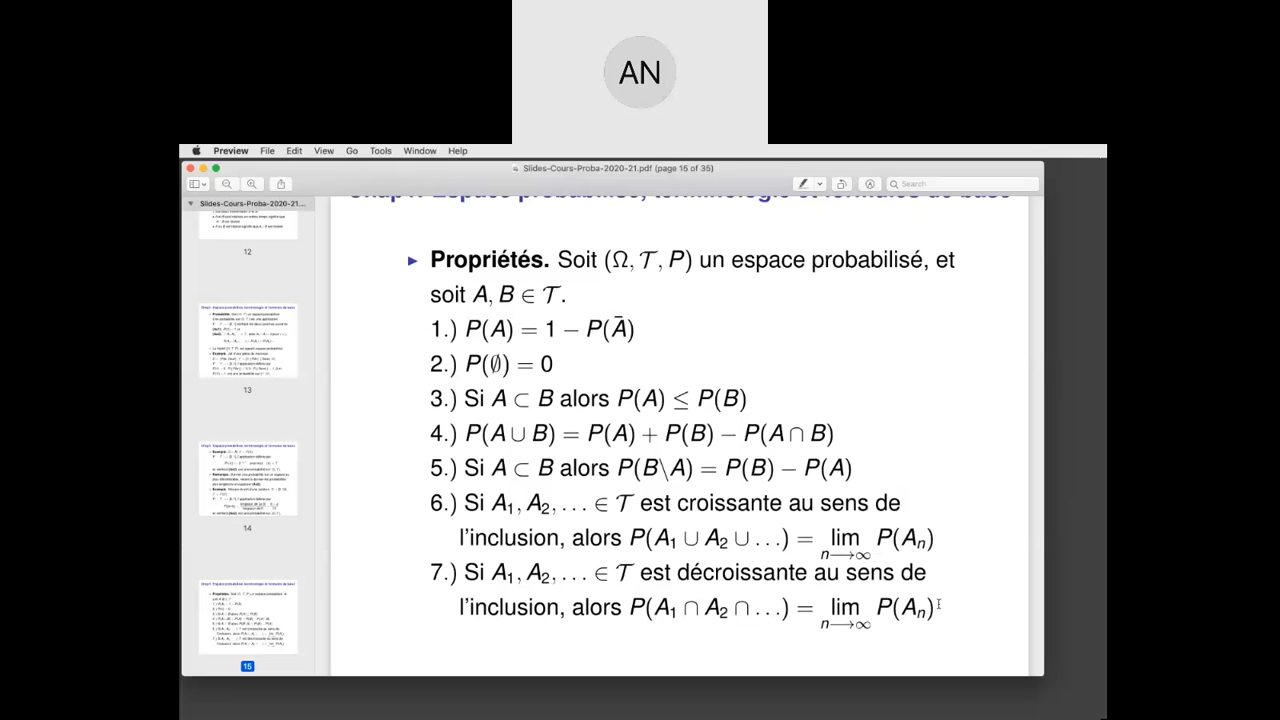 AN
Preview File Edit View Go Tools Window Help
Slides-Cours-Proba-2020-21.pdf (page 15 of 35)
Search
Slides-Cours-Proba-2020-21....
12
13
14
15
▶ Propriétés. Soit (Ω, 𝒯, P) un espace probabilisé, et
soit A, B ∈ 𝒯.
1.) P(A) = 1 − P(Ā)
2.) P(∅) = 0
3.) Si A ⊂ B alors P(A) ≤ P(B)
4.) P(A ∪ B) = P(A) + P(B) − P(A ∩ B)
5.) Si A ⊂ B alors P(B\A) = P(B) − P(A)
6.) Si A₁, A₂, … ∈ 𝒯 est croissante au sens de
l'inclusion, alors P(A₁ ∪ A₂ ∪ …) = lim n⟶∞ P(Aₙ)
7.) Si A₁, A₂, … ∈ 𝒯 est décroissante au sens de
l'inclusion, alors P(A₁ ∩ A₂ ∩ …) = lim n⟶∞ P(Aₙ)